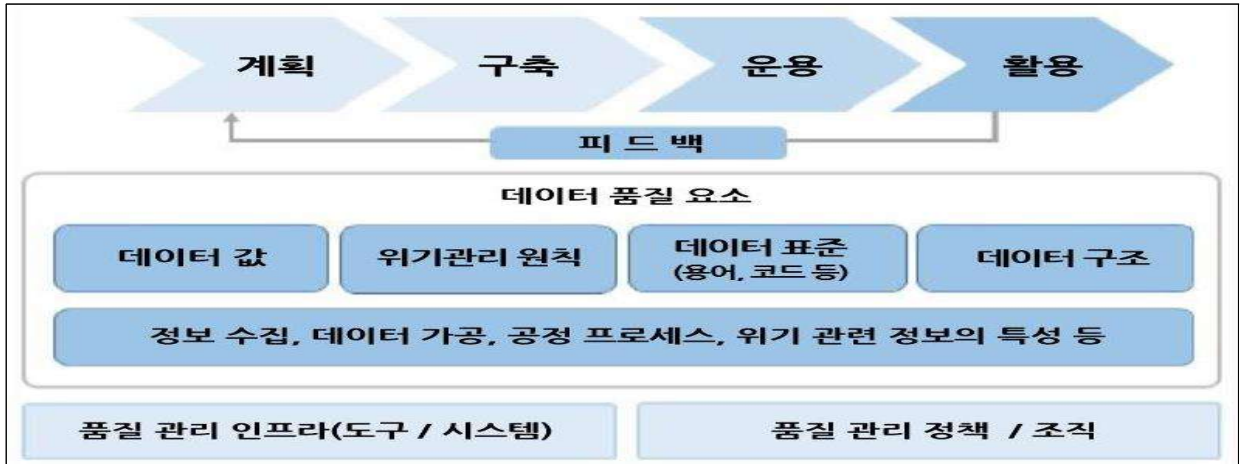 계획 구축 운용 활용
피 드 백
데이터 품질 요소
데이터 값 위기관리 원칙 데이터 표준 데이터 구조
(용어, 코드 등)
정보 수집, 데이터 가공, 공정 프로세스, 위기 관련 정보의 특성 등
품질 관리 인프라(도구 / 시스템) 품질 관리 정책 / 조직